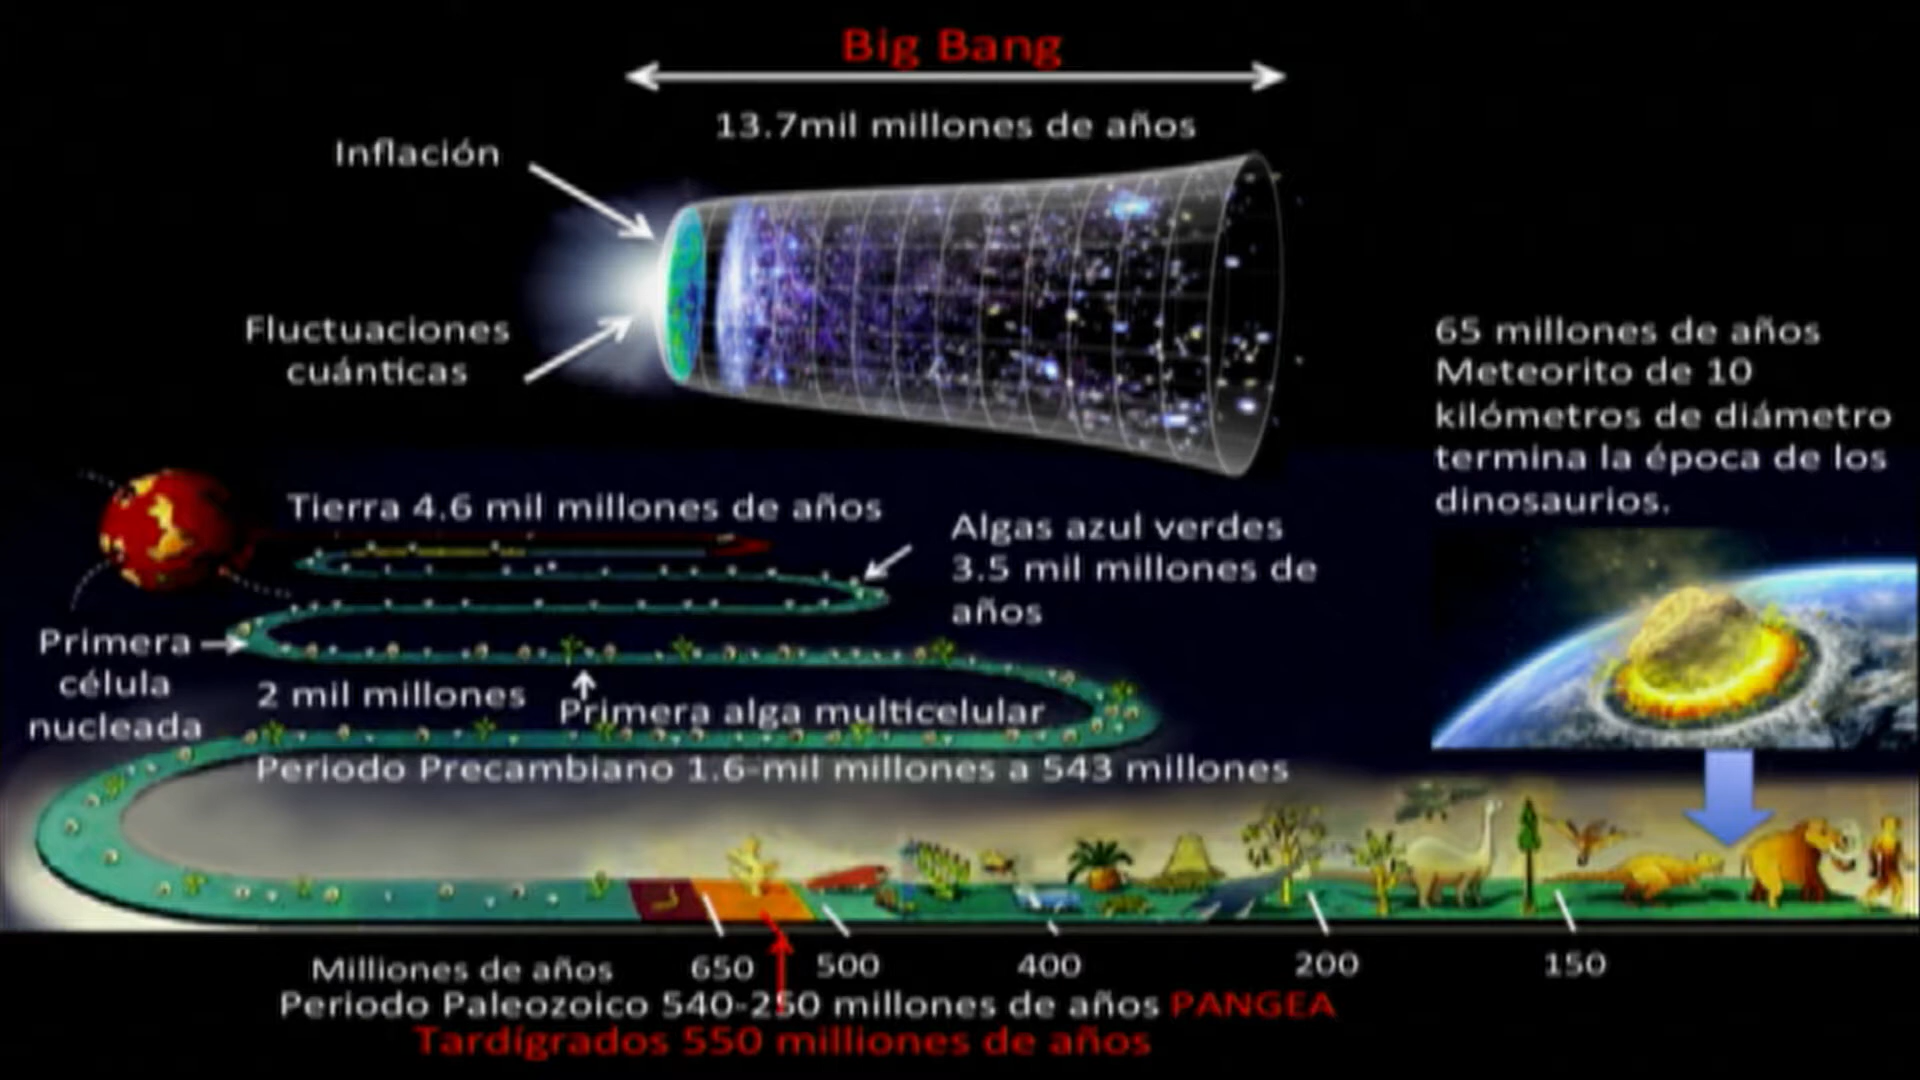 Big Bang
13.7mil millones de años
Inflación
Fluctuaciones
cuánticas
65 millones de años
Meteorito de 10
kilómetros de diámetro
termina la época de los
dinosaurios.
Tierra 4.6 mil millones de años
Algas azul verdes
3.5 mil millones de
años
Primera
célula
nucleada
2 mil millones
Primera alga multicelular
Periodo Precambiano 1.6-mil millones a 543 millones
Milliones de años
650
500
400
200
150
Periodo Paleozoico 540-250 millones de años PANGEA
Tardígrados 550 milliones de años